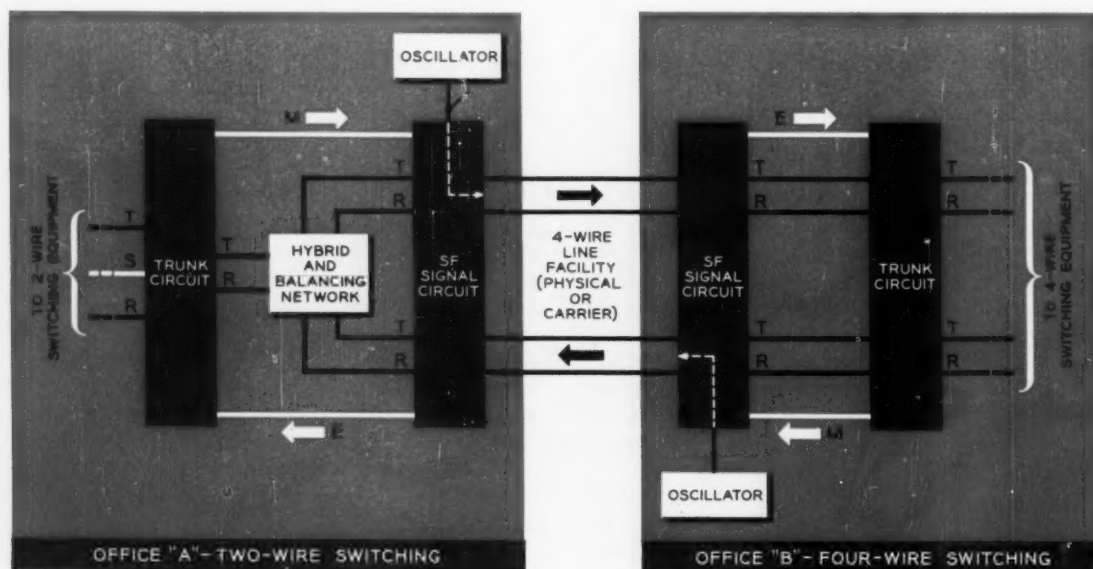 OSCILLATOR
M
E
T
R
T
S
R
TO 2-WIRE
SWITCHING EQUIPMENT
TRUNK
CIRCUIT
T
R
HYBRID
AND
BALANCING
NETWORK
T
R
SF
SIGNAL
CIRCUIT
E
4-WIRE
LINE
FACILITY
(PHYSICAL
OR
CARRIER)
SF
SIGNAL
CIRCUIT
T
R
T
R
M
TRUNK
CIRCUIT
T
R
T
R
TO 4-WIRE
SWITCHING EQUIPMENT
OSCILLATOR
OFFICE "A"-TWO-WIRE SWITCHING
OFFICE "B"-FOUR-WIRE SWITCHING